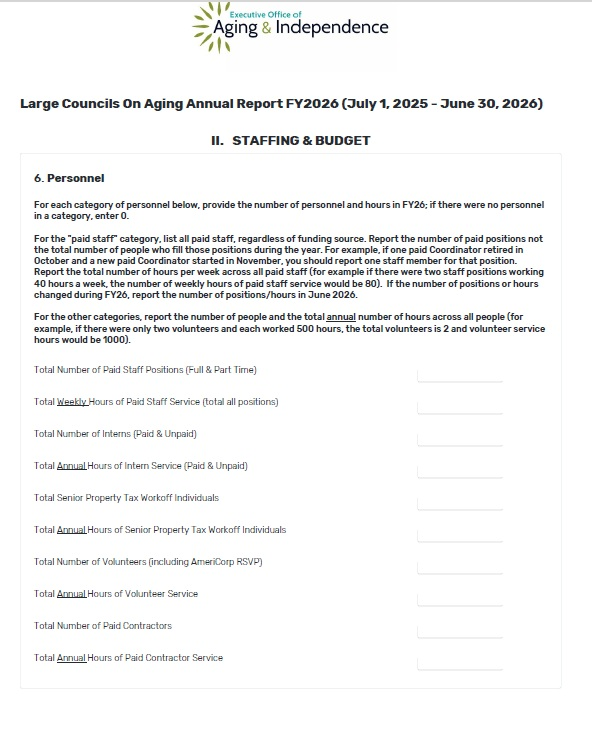 Executive Office of
Aging & Independence
Large Councils On Aging Annual Report FY2026 (July 1, 2025 - June 30, 2026)
II. STAFFING & BUDGET
6. Personnel
For each category of personnel below, provide the number of personnel and hours in FY26; if there were no personnel
in a category, enter 0.
For the "paid staff" category, list all paid staff, regardless of funding source. Report the number of paid positions not
the total number of people who fill those positions during the year. For example, if one paid Coordinator retired in
October and a new paid Coordinator started in November, you should report one staff member for that position.
Report the total number of hours per week across all paid staff (for example if there were two staff positions working
40 hours a week, the number of weekly hours of paid staff service would be 80). If the number of positions or hours
changed during FY26, report the number of positions/hours in June 2026.
For the other categories, report the number of people and the total annual number of hours across all people (for
example, if there were only two volunteers and each worked 500 hours, the total volunteers is 2 and volunteer service
hours would be 1000).
Total Number of Paid Staff Positions (Full & Part Time)
Total Weekly Hours of Paid Staff Service (total all positions)
Total Number of Interns (Paid & Unpaid)
Total Annual Hours of Intern Service (Paid & Unpaid)
Total Senior Property Tax Workoff Individuals
Total Annual Hours of Senior Property Tax Workoff Individuals
Total Number of Volunteers (including AmeriCorp RSVP)
Total Annual Hours of Volunteer Service
Total Number of Paid Contractors
Total Annual Hours of Paid Contractor Service